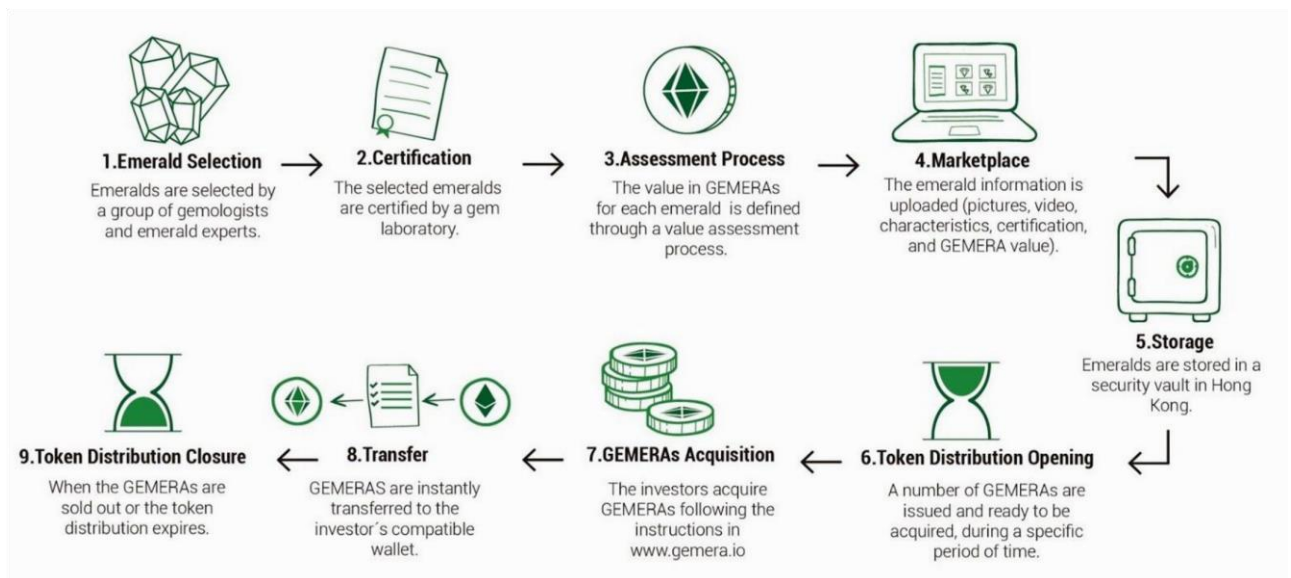 1.Emerald Selection
Emeralds are selected by
a group of gemologists
and emerald experts.
2.Certification
The selected emeralds
are certified by a gem
laboratory.
3.Assessment Process
The value in GEMERAs
for each emerald is defined
through a value assessment
process.
4.Marketplace
The emerald information is
uploaded (pictures, video,
characteristics, certification,
and GEMERA value).
5.Storage
Emeralds are stored in a
security vault in Hong
Kong.
6.Token Distribution Opening
A number of GEMERAs are
issued and ready to be
acquired, during a specific
period of time.
7.GEMERAs Acquisition
The investors acquire
GEMERAs following the
instructions in
www.gemera.io
8.Transfer
GEMERAS are instantly
transferred to the
investor´s compatible
wallet.
9.Token Distribution Closure
When the GEMERAs are
sold out or the token
distribution expires.